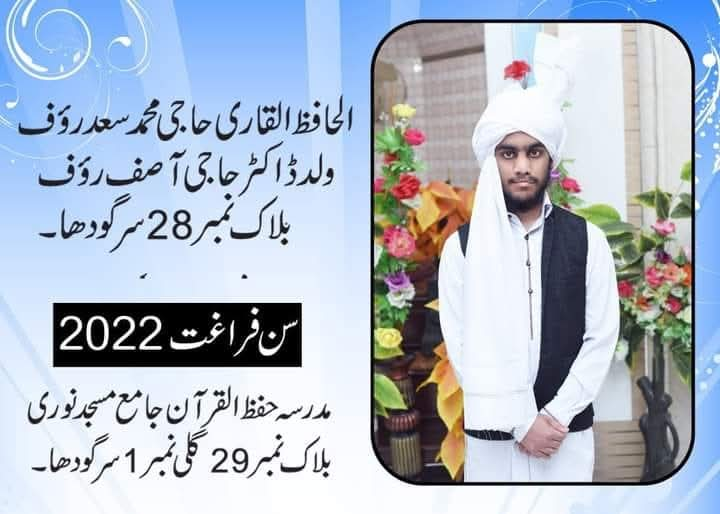 الحافظ القاری حاجی محمد سعد رؤف
ولد ڈاکٹر حاجی آصف رؤف
بلاک نمبر 28 سرگودھا۔
سن فراغت 2022
مدرسہ حفظ القرآن جامع مسجد نوری
بلاک نمبر 29 گلی نمبر 1 سرگودھا۔